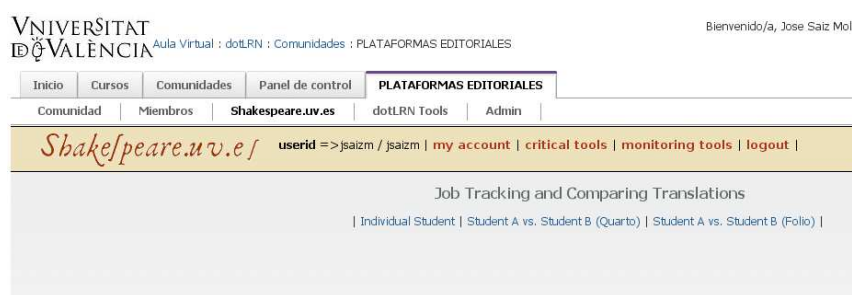 VNIVERSITAT
D VALÈNCIA
Aula Virtual : dotLRN : Comunidades : PLATAFORMAS EDITORIALES
Bienvenido/a, Jose Saiz Mol
Inicio Cursos Comunidades Panel de control PLATAFORMAS EDITORIALES
Comunidad | Miembros | Shakespeare.uv.es | dotLRN Tools | Admin |
Shakeſpeare.uv.eſ userid =>jsaizm / jsaizm | my account | critical tools | monitoring tools | logout |
Job Tracking and Comparing Translations
| Individual Student | Student A vs. Student B (Quarto) | Student A vs. Student B (Folio) |